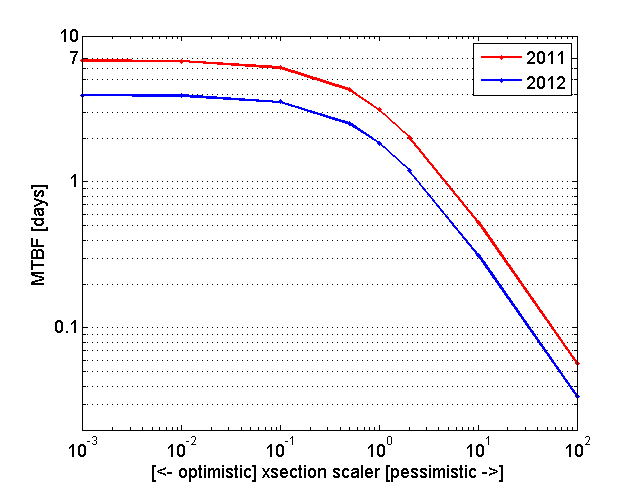 10
7
1
0.1
2011
2012
MTBF [days]
10^-3 10^-2 10^-1 10^0 10^1 10^2
[<- optimistic] xsection scaler [pessimistic ->]